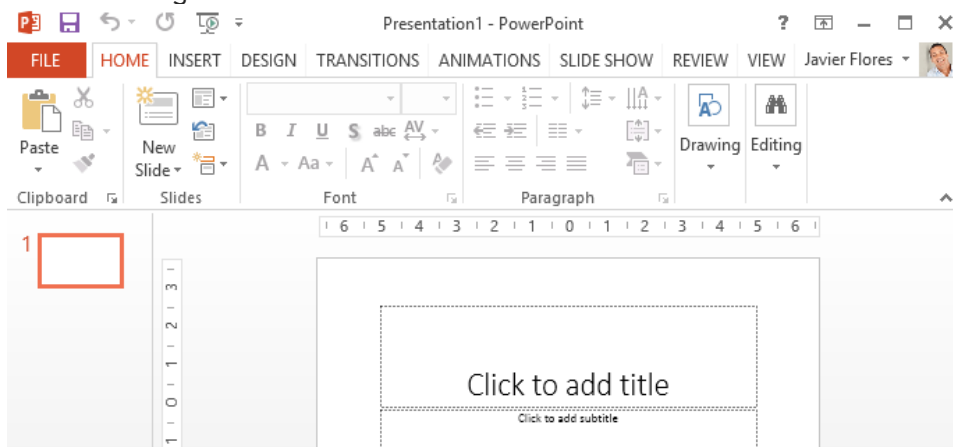 Presentation1 - PowerPoint ?
FILE HOME INSERT DESIGN TRANSITIONS ANIMATIONS SLIDE SHOW REVIEW VIEW Javier Flores
Paste
New
Slide
B I U S abc AV
A Aa A A
Drawing
Editing
Clipboard Slides Font Paragraph
6 5 4 3 2 1 0 1 2 3 4 5 6
1
3
2
1
0
1
Click to add title
Click to add subtitle